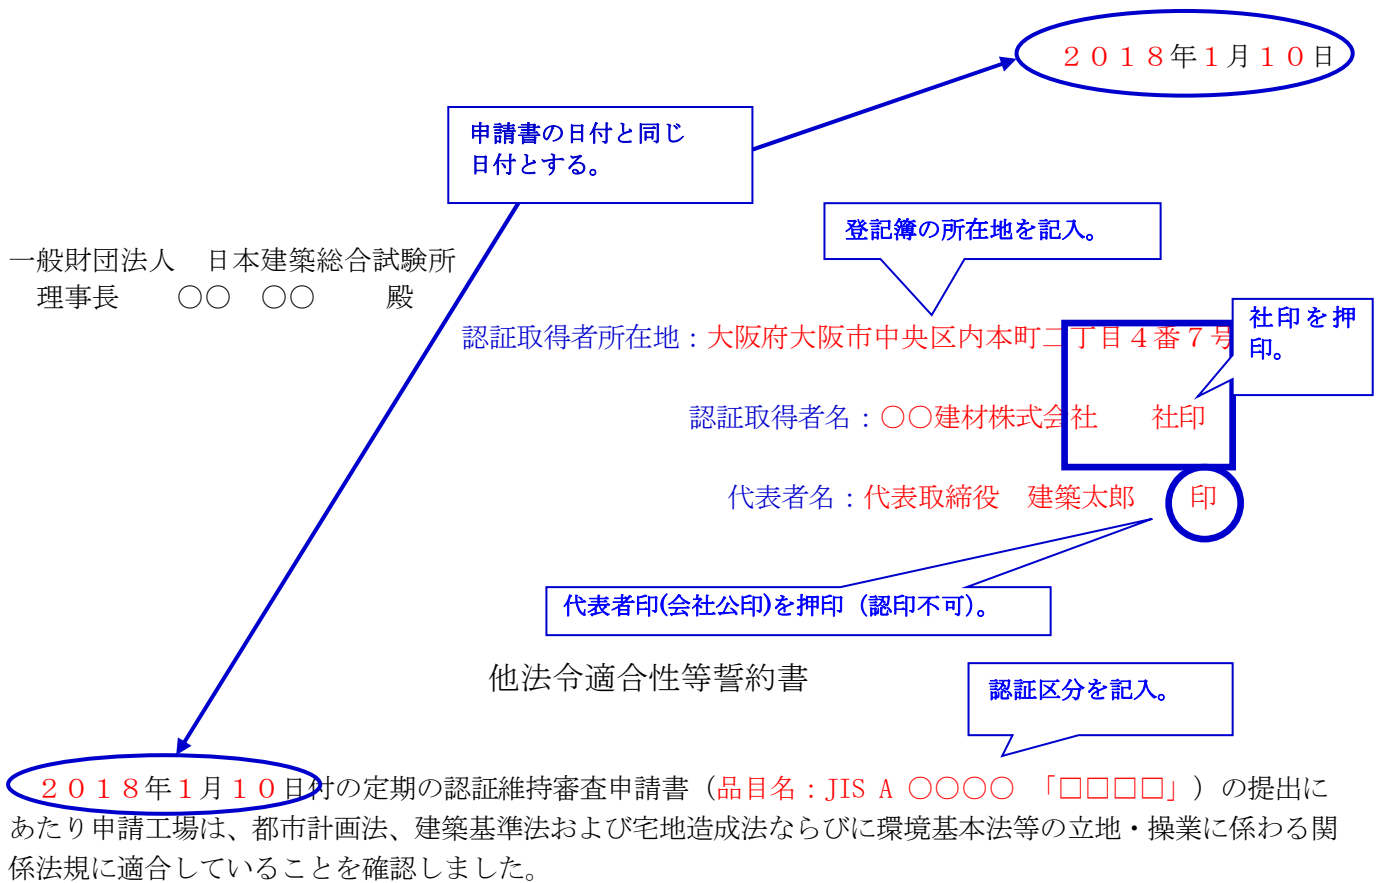 ２０１８年１月１０日
申請書の日付と同じ
日付とする。
登記簿の所在地を記入。
一般財団法人　日本建築総合試験所
理事長　　○○　○○　　殿
社印を押
印。
認証取得者所在地：大阪府大阪市中央区内本町二丁目４番７号
認証取得者名：○○建材株式会社　　社印
代表者名：代表取締役　建築太郎　　印
代表者印(会社公印)を押印（認印不可）。
他法令適合性等誓約書
認証区分を記入。
２０１８年１月１０日付の定期の認証維持審査申請書（品目名：JIS A ○○○○　「□□□□」）の提出に
あたり申請工場は、都市計画法、建築基準法および宅地造成法ならびに環境基本法等の立地・操業に係わる関
係法規に適合していることを確認しました。